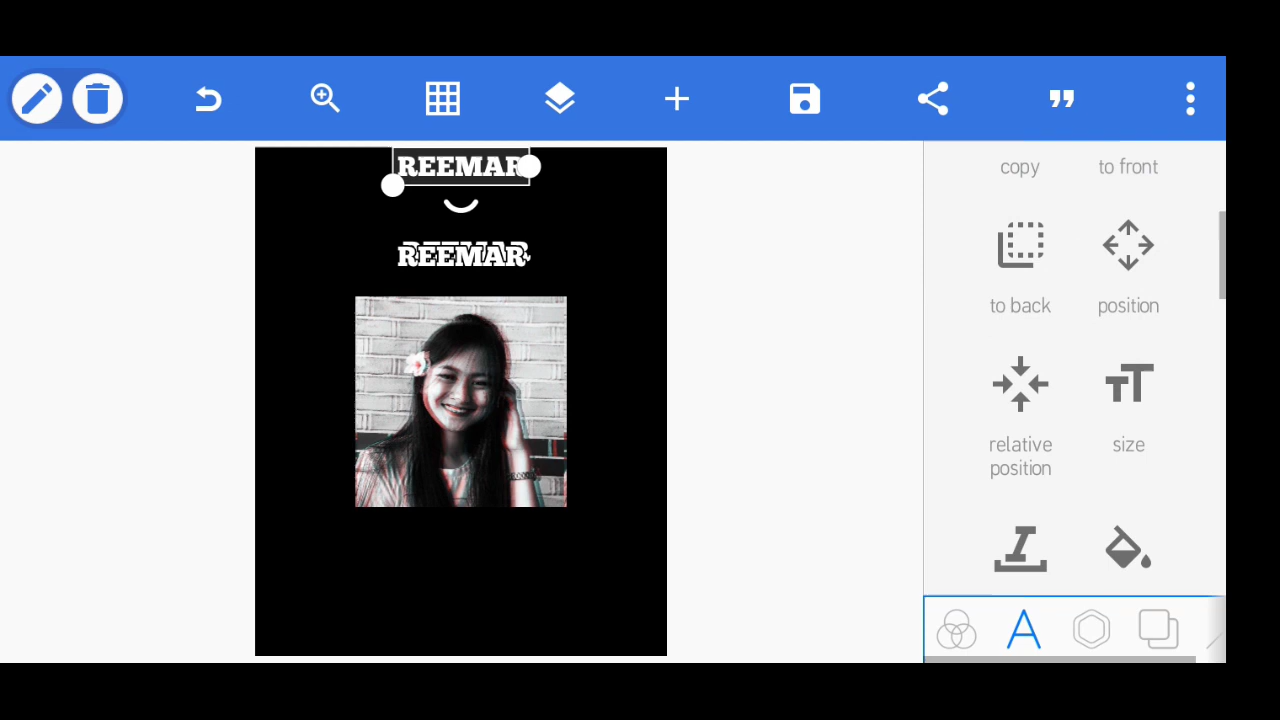 REEMAR
copy to front
REEMAR
to back position
relative position size